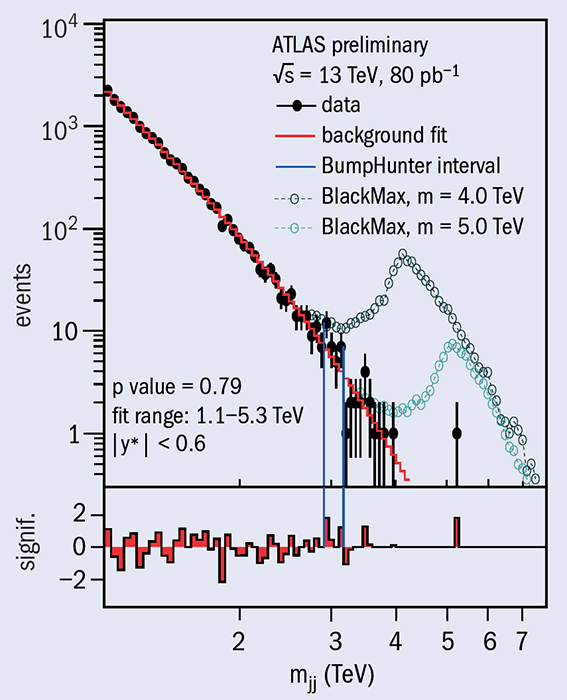 10⁴
10³
10²
10
1
events
ATLAS preliminary
√s = 13 TeV, 80 pb⁻¹
data
background fit
BumpHunter interval
BlackMax, m = 4.0 TeV
BlackMax, m = 5.0 TeV
p value = 0.79
fit range: 1.1–5.3 TeV
|y*| < 0.6
signif.
2
0
−2
2 3 4 5 6 7
mjj (TeV)